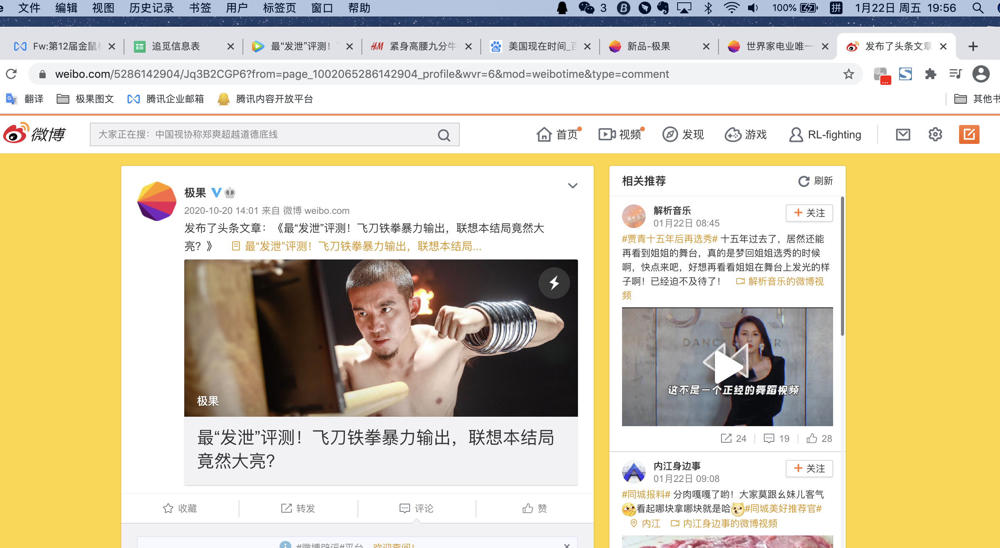 文件 编辑 视图 历史记录 书签 用户 标签页 窗口 帮助 3 100% 拼 1月22日 周五 19:56
Fw:第12届金鼠 追觅信息表 最“发泄”评测! H&M 紧身高腰九分牛 美国现在时间_百 新品-极果 世界家电业唯一 发布了头条文章
weibo.com/5286142904/Jq3B2CGP6?from=page_1002065286142904_profile&wvr=6&mod=weibotime&type=comment
翻译 极果图文 腾讯企业邮箱 腾讯内容开放平台 其他书
微博 大家正在搜：中国视协称郑爽超越道德底线 首页 视频 发现 游戏 RL-fighting
极果
2020-10-20 14:01 来自 微博 weibo.com
发布了头条文章：《最“发泄”评测！飞刀铁拳暴力输出，联想本结局竟然大
亮？》 最“发泄”评测！飞刀铁拳暴力输出，联想本结局...
极果
最“发泄”评测！飞刀铁拳暴力输出，联想本结局
竟然大亮?
收藏 转发 评论 赞
#微博辟谣#平台 欢迎查阅!
相关推荐 刷新
解析音乐 +关注
01月22日 08:45
#贾青十五年后再选秀# 十五年过去了，居然还能
再看到姐姐的舞台，真的是梦回姐姐选秀的时候
啊，快点来吧，好想再看看姐姐在舞台上发光的样
子啊！已经迫不及待了！ 解析音乐的微博视
频
这不是一个正经的舞蹈视频
24 19 28
内江身边事 +关注
01月22日 09:08
#同城报料# 分肉嘎嘎了哟！大家莫跟幺妹儿客气
看起哪块拿哪块就是哈#同城美好推荐官#
内江 内江身边事的微博视频